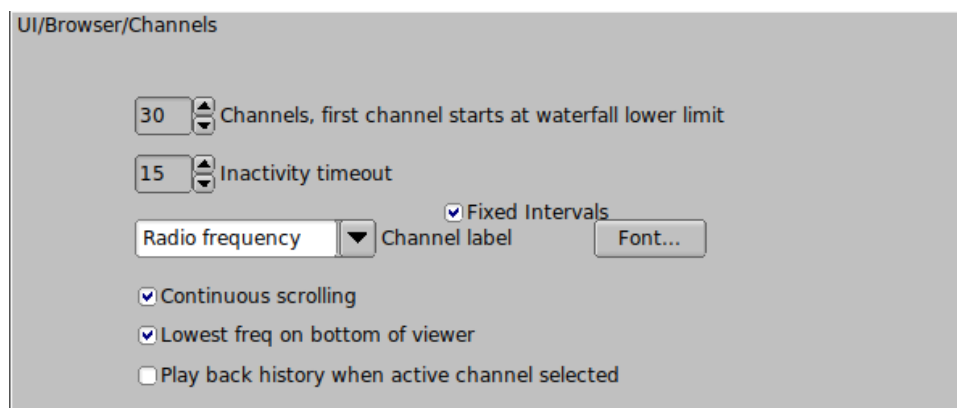 UI/Browser/Channels
30 Channels, first channel starts at waterfall lower limit
15 Inactivity timeout
Fixed Intervals
Radio frequency Channel label Font...
Continuous scrolling
Lowest freq on bottom of viewer
Play back history when active channel selected